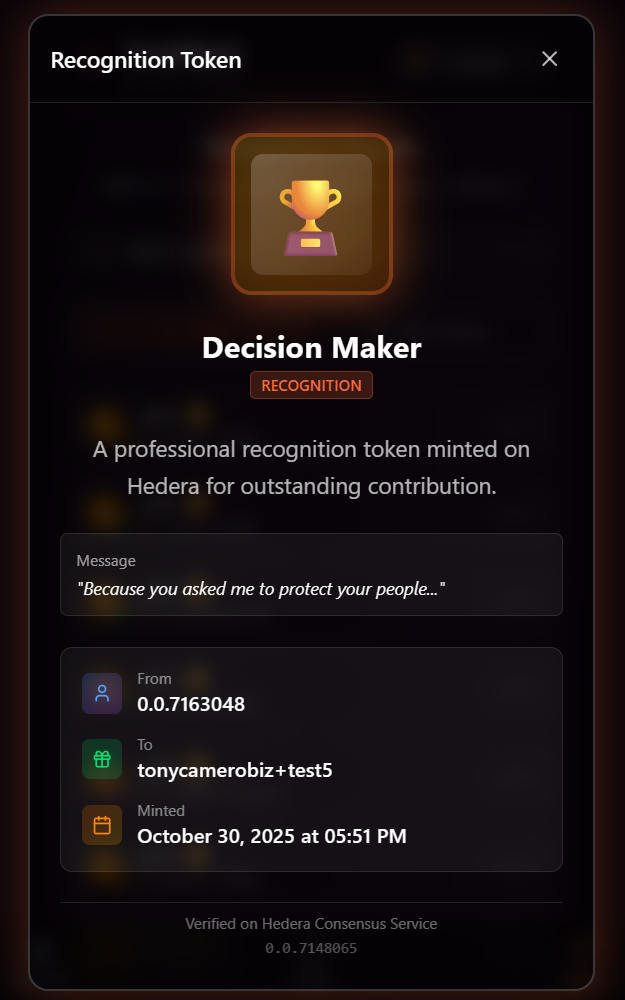 Recognition Token
Decision Maker
RECOGNITION
A professional recognition token minted on
Hedera for outstanding contribution.
Message
"Because you asked me to protect your people..."
From
0.0.7163048
To
tonycamerobiz+test5
Minted
October 30, 2025 at 05:51 PM
Verified on Hedera Consensus Service
0.0.7148065